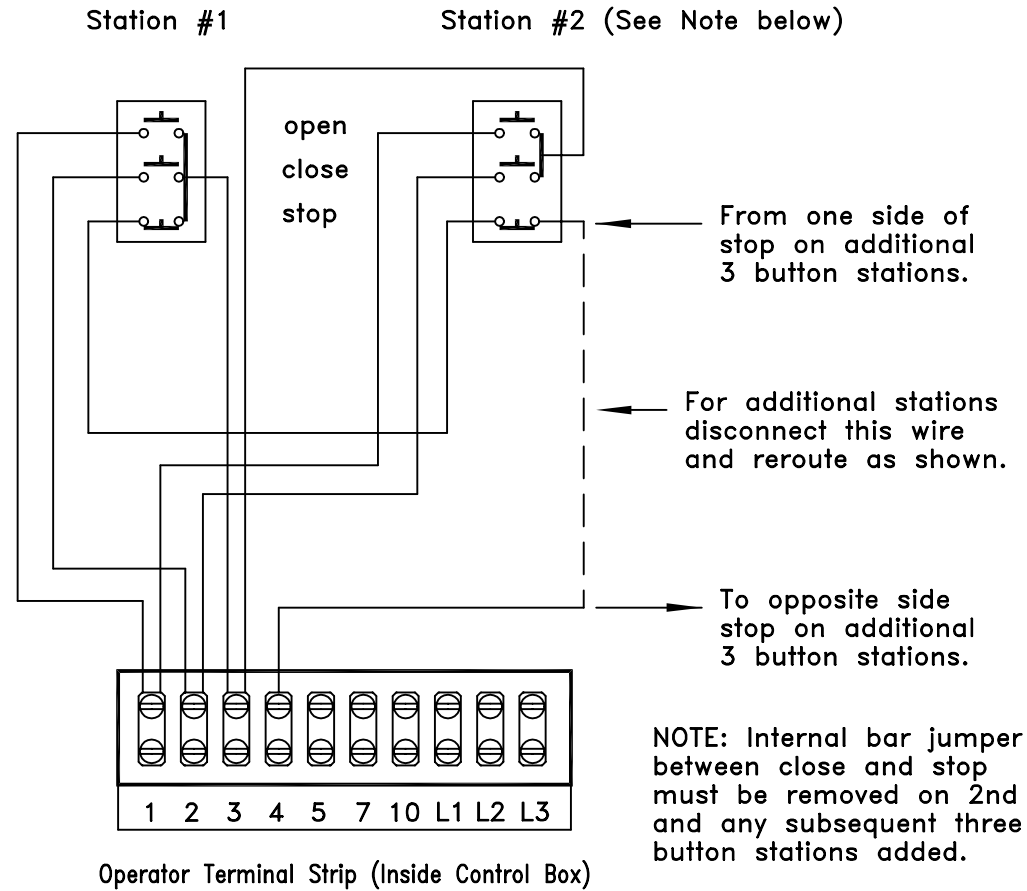 Station #1
Station #2 (See Note below)
open
close
stop
From one side of
stop on additional
3 button stations.
For additional stations
disconnect this wire
and reroute as shown.
To opposite side
stop on additional
3 button stations.
NOTE: Internal bar jumper
between close and stop
must be removed on 2nd
and any subsequent three
button stations added.
1 2 3 4 5 7 10 L1 L2 L3
Operator Terminal Strip (Inside Control Box)